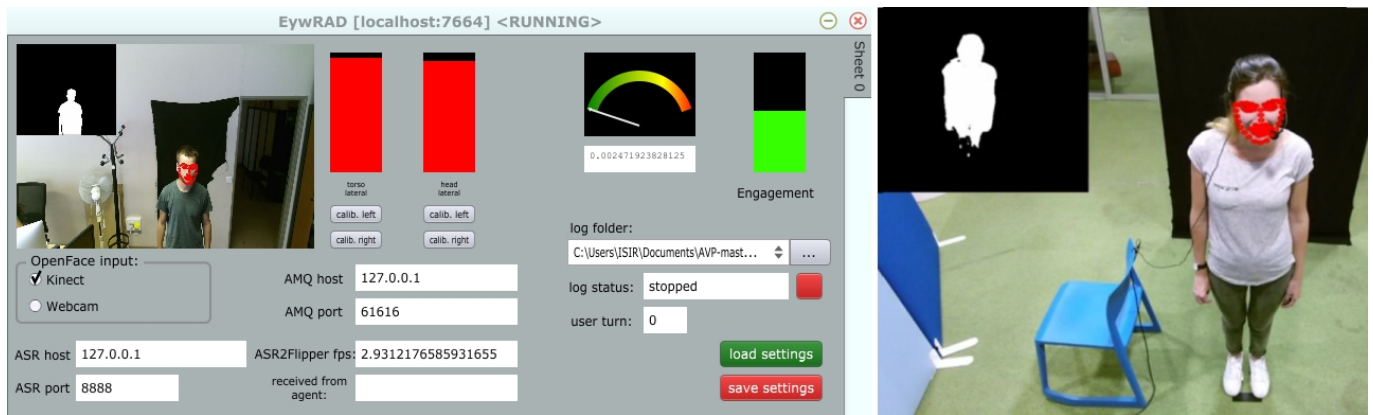 EywRAD [localhost:7664] <RUNNING>
Sheet 0
torso
lateral
head
lateral
calib. left
calib. left
calib. right
calib. right
0.002471923828125
Engagement
log folder:
C:\Users\ISIR\Documents\AVP-mast...
...
OpenFace input:
Kinect
Webcam
AMQ host
127.0.0.1
AMQ port
61616
log status:
stopped
user turn:
0
ASR host
127.0.0.1
ASR2Flipper fps:
2.9312176585931655
load settings
ASR port
8888
received from
agent:
save settings